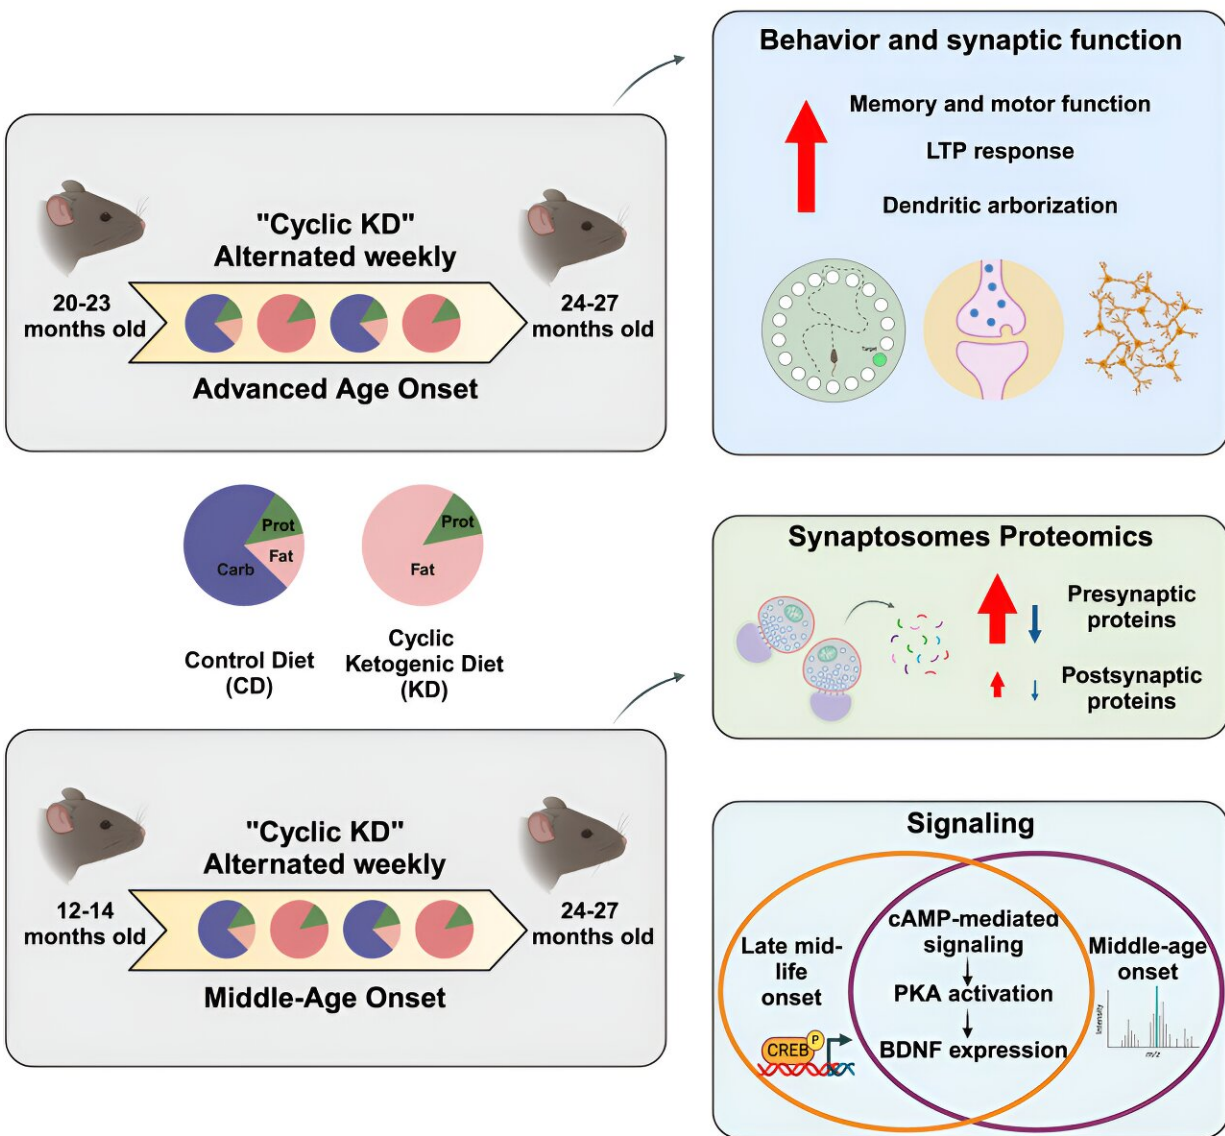 "Cyclic KD"
Alternated weekly
20-23
months old
24-27
months old
Advanced Age Onset
Behavior and synaptic function
Memory and motor function
LTP response
Dendritic arborization
Target
Prot
Fat
Carb
Control Diet
(CD)
Prot
Fat
Cyclic
Ketogenic Diet
(KD)
Synaptosomes Proteomics
Presynaptic
proteins
Postsynaptic
proteins
"Cyclic KD"
Alternated weekly
12-14
months old
24-27
months old
Middle-Age Onset
Signaling
Late mid-
life
onset
CREB
P
cAMP-mediated
signaling
PKA activation
BDNF expression
Middle-age
onset
Intensity
m/z